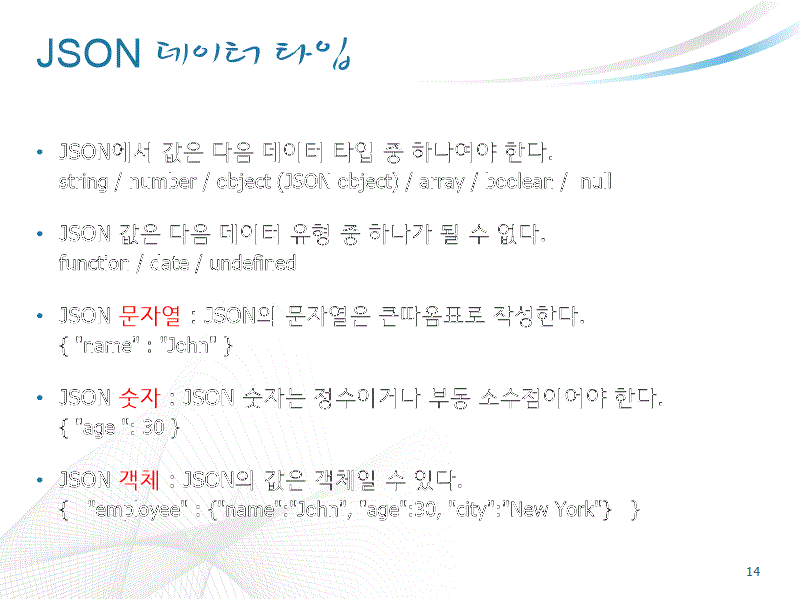 JSON 데이터 타입
• JSON에서 값은 다음 데이터 타입 중 하나여야 한다.
string / number / object (JSON object) / array / boolean / null
• JSON 값은 다음 데이터 유형 중 하나가 될 수 없다.
function / date / undefined
• JSON 문자열 : JSON의 문자열은 큰따옴표로 작성한다.
{ "name" : "John" }
• JSON 숫자 : JSON 숫자는 정수이거나 부동 소수점이어야 한다.
{ "age ": 30 }
• JSON 객체 : JSON의 값은 객체일 수 있다.
{ "employee" : {"name":"John", "age":30, "city":"New York"} }
14